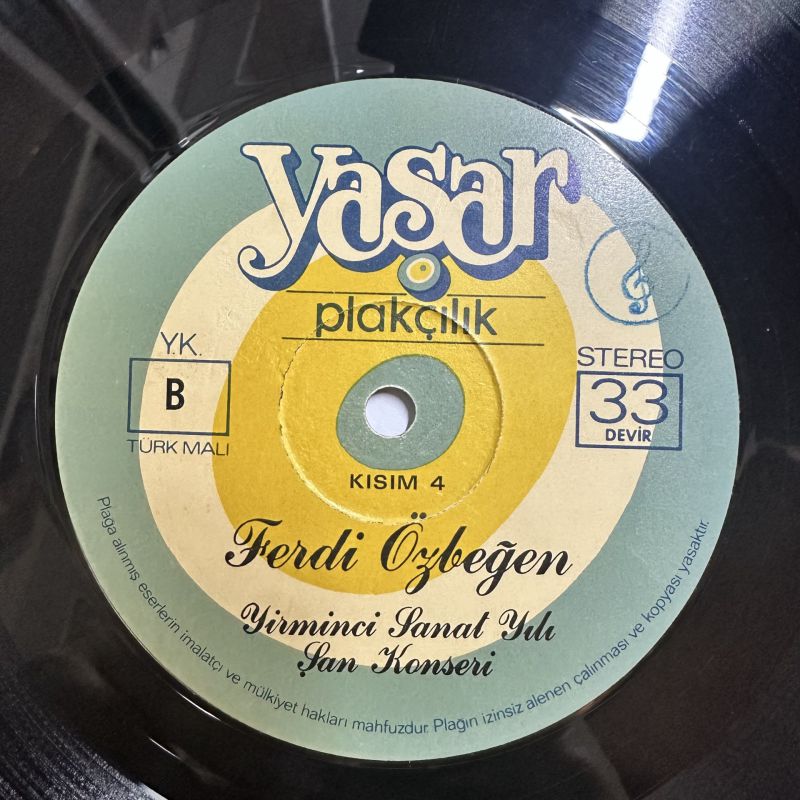 yaşar
plakçılık
Y.K.
B
TÜRK MALI
STEREO
33
DEVİR
KISIM 4
Ferdi Özbeğen
Yirminci Sanat Yılı
Şan Konseri
Plağa alınmış eserlerin imalatçı ve mülkiyet hakları mahfuzdur. Plağın izinsiz alenen çalınması ve kopyası yasaktır.